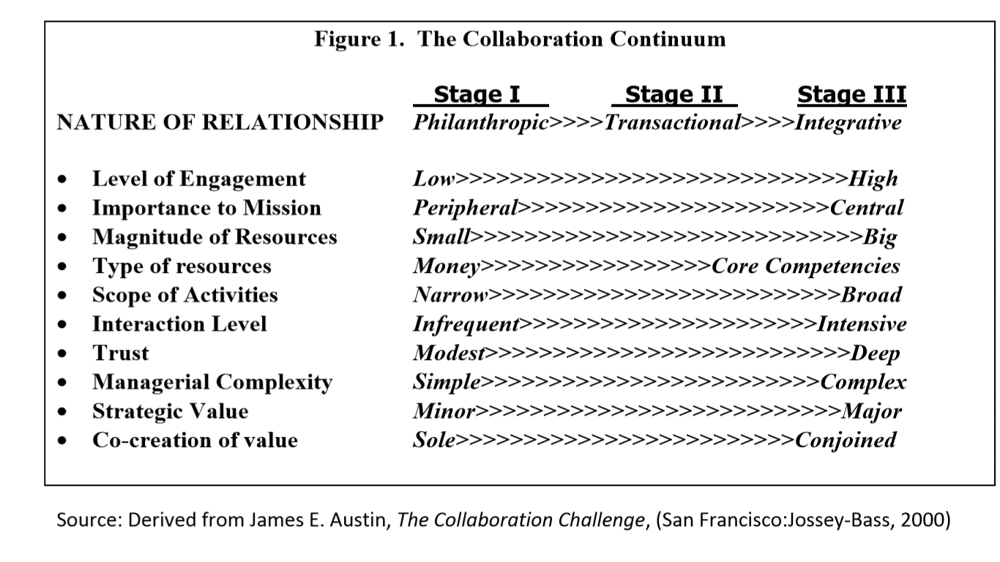 Figure 1.  The Collaboration Continuum
Stage I Stage II Stage III
NATURE OF RELATIONSHIP Philanthropic>>>>Transactional>>>>Integrative
• Level of Engagement Low>>>>>>>>>>>>>>>>>>>>>>>>>>>>>High
• Importance to Mission Peripheral>>>>>>>>>>>>>>>>>>>>>>>Central
• Magnitude of Resources Small>>>>>>>>>>>>>>>>>>>>>>>>>>>>>Big
• Type of resources Money>>>>>>>>>>>>>>>>>Core Competencies
• Scope of Activities Narrow>>>>>>>>>>>>>>>>>>>>>>>>>>Broad
• Interaction Level Infrequent>>>>>>>>>>>>>>>>>>>>>>Intensive
• Trust Modest>>>>>>>>>>>>>>>>>>>>>>>>>>>Deep
• Managerial Complexity Simple>>>>>>>>>>>>>>>>>>>>>>>>>Complex
• Strategic Value Minor>>>>>>>>>>>>>>>>>>>>>>>>>>>Major
• Co-creation of value Sole>>>>>>>>>>>>>>>>>>>>>>>>>Conjoined
Source: Derived from James E. Austin, The Collaboration Challenge, (San Francisco:Jossey-Bass, 2000)